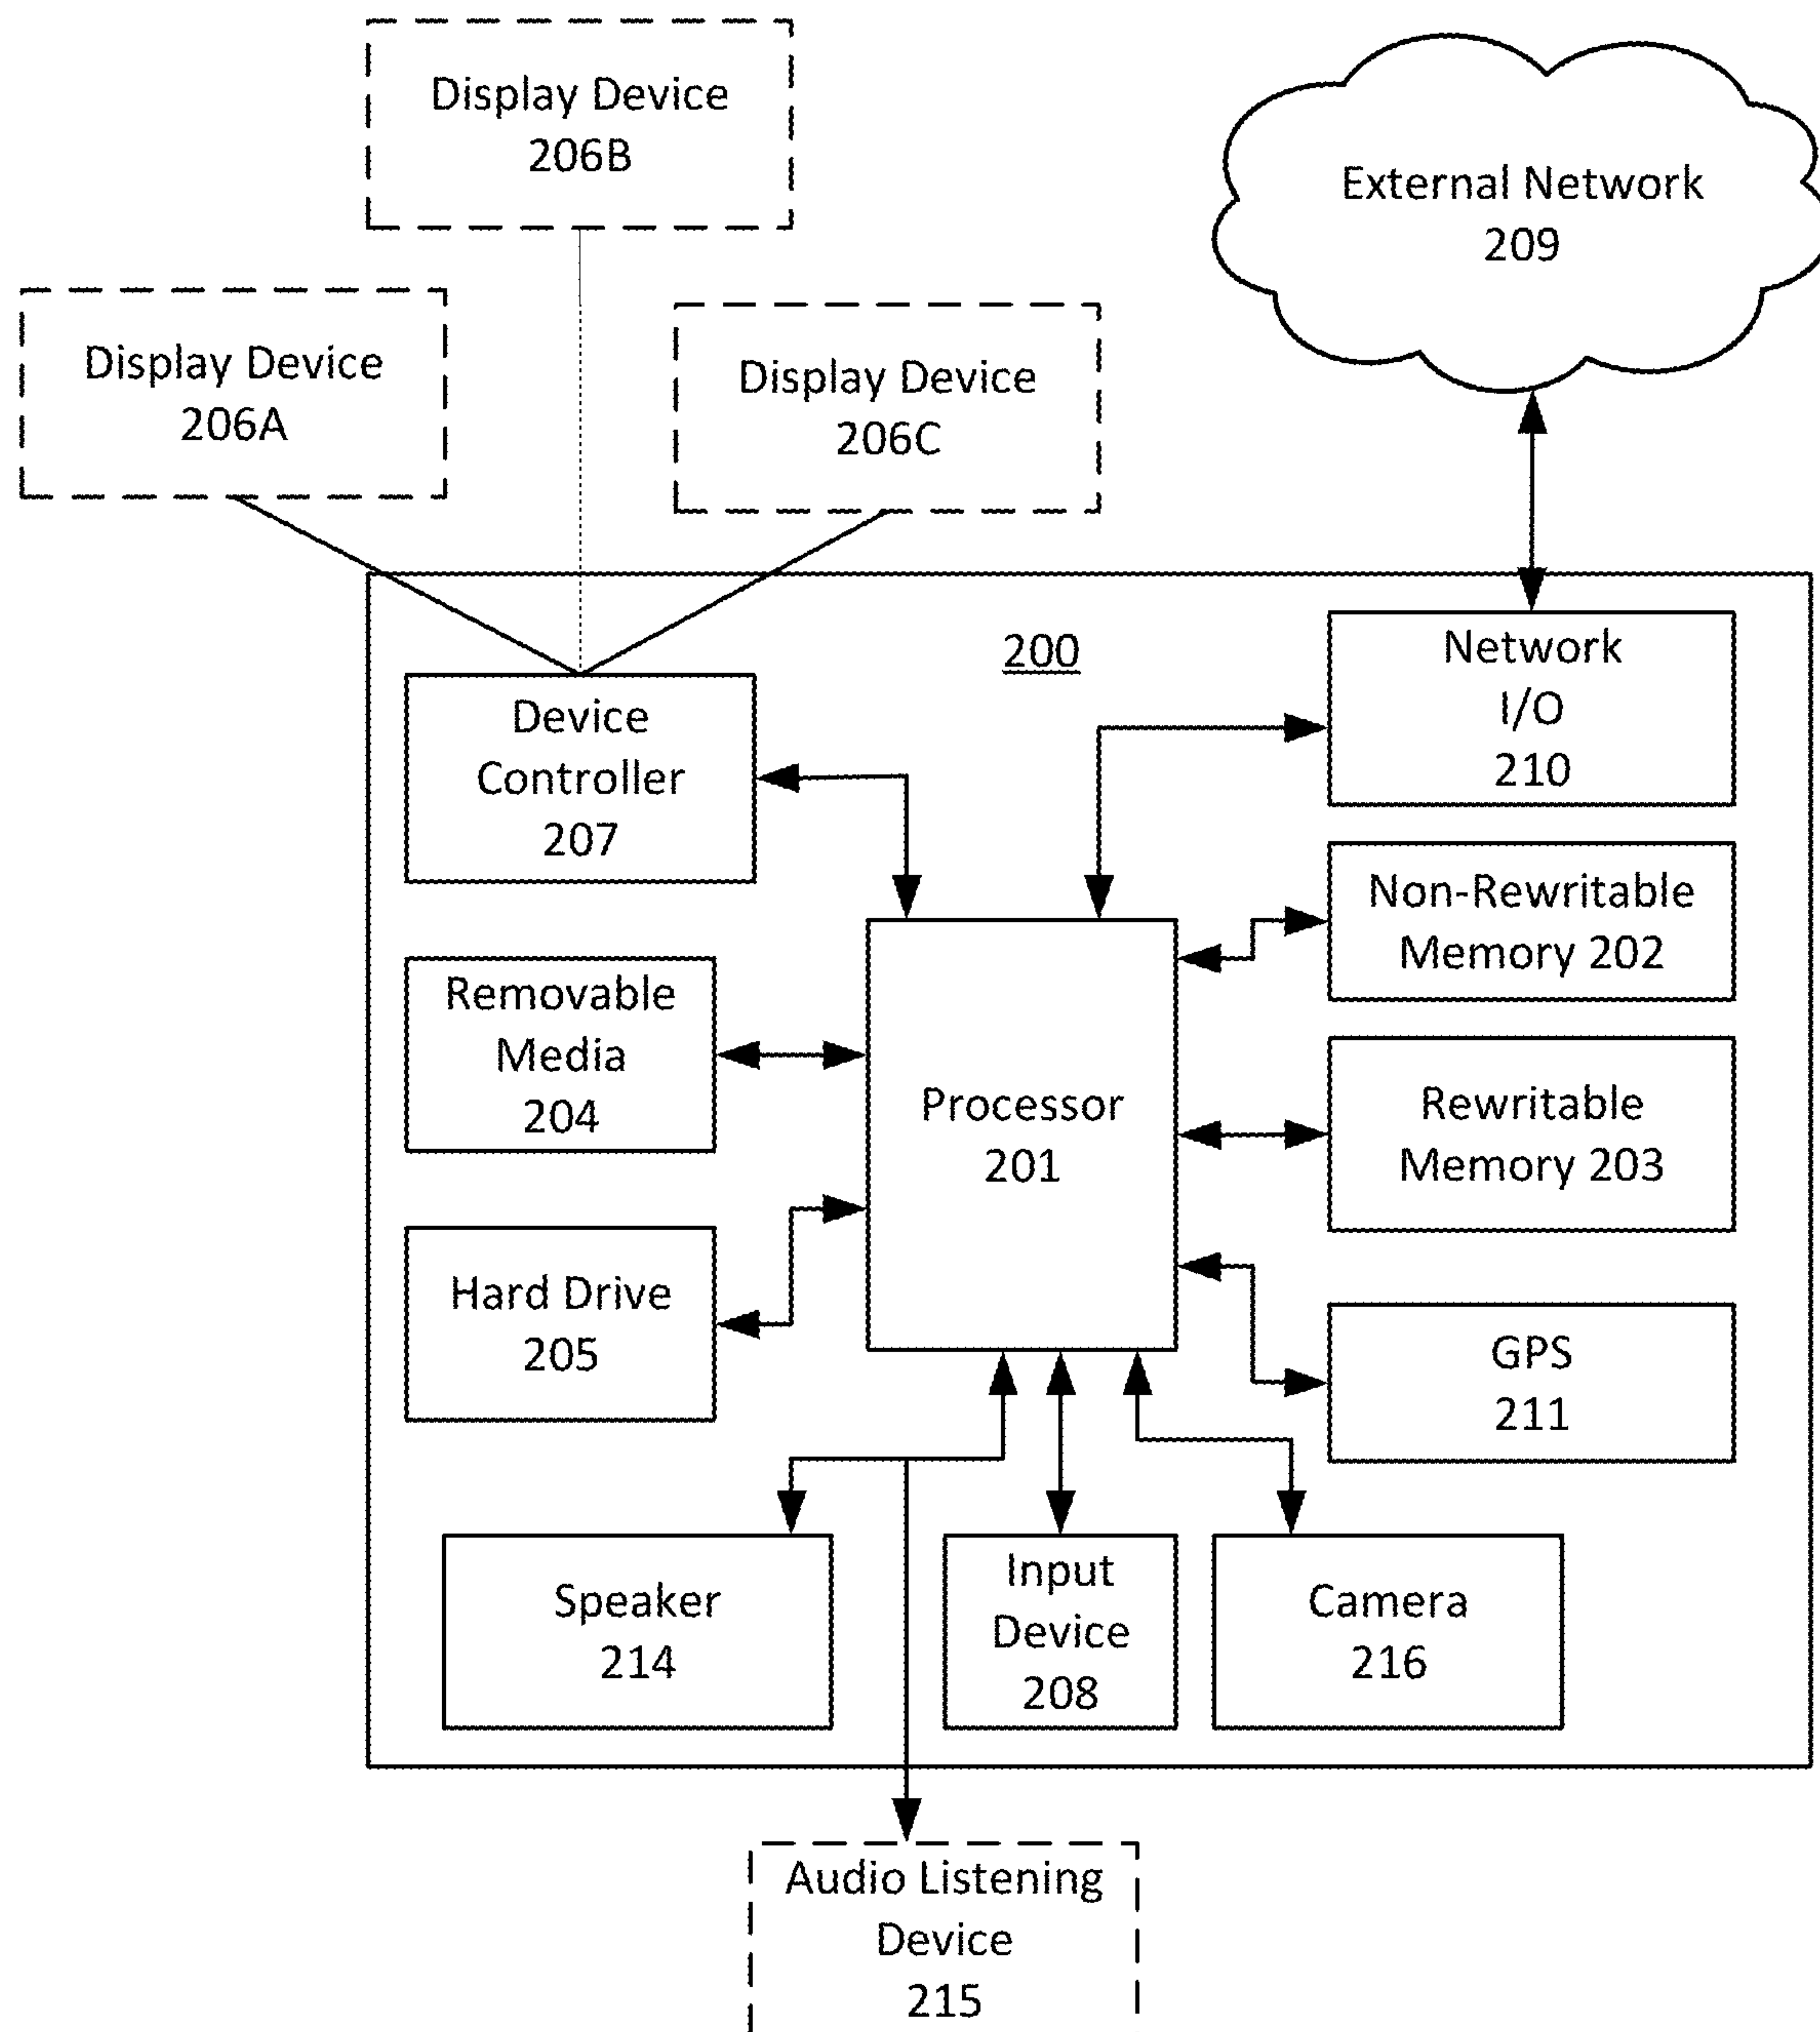 Display Device
206B
External Network
209
Display Device
206A
Display Device
206C
200
Network
I/O
210
Device
Controller
207
Non-Rewritable
Memory 202
Removable
Media
204
Processor
201
Rewritable
Memory 203
Hard Drive
205
GPS
211
Speaker
214
Input
Device
208
Camera
216
Audio Listening
Device
215